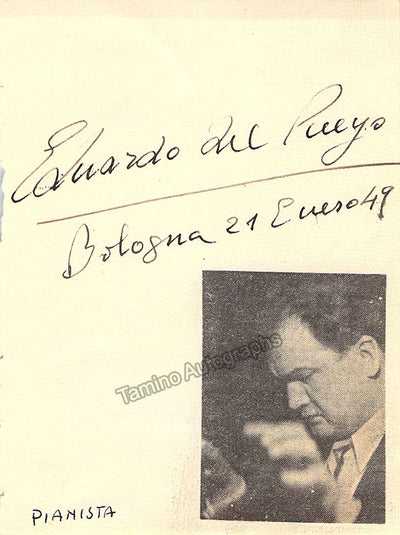 Eduardo del Pueyo
Bologna 21 Enero 49
Tamino Autographs
PIANISTA